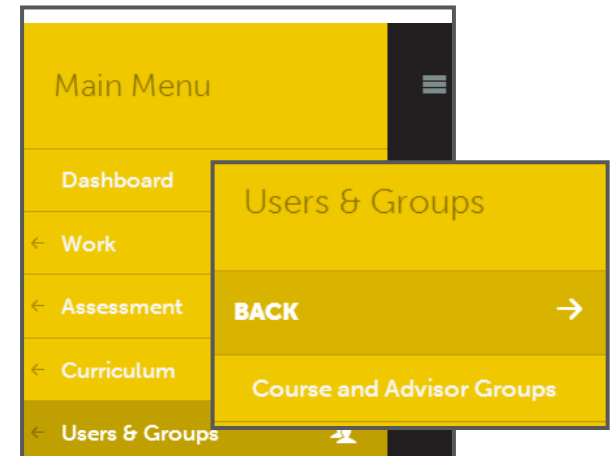 Main Menu
Dashboard
Work
Assessment
Curriculum
Users & Groups
Users & Groups
BACK
Course and Advisor Groups